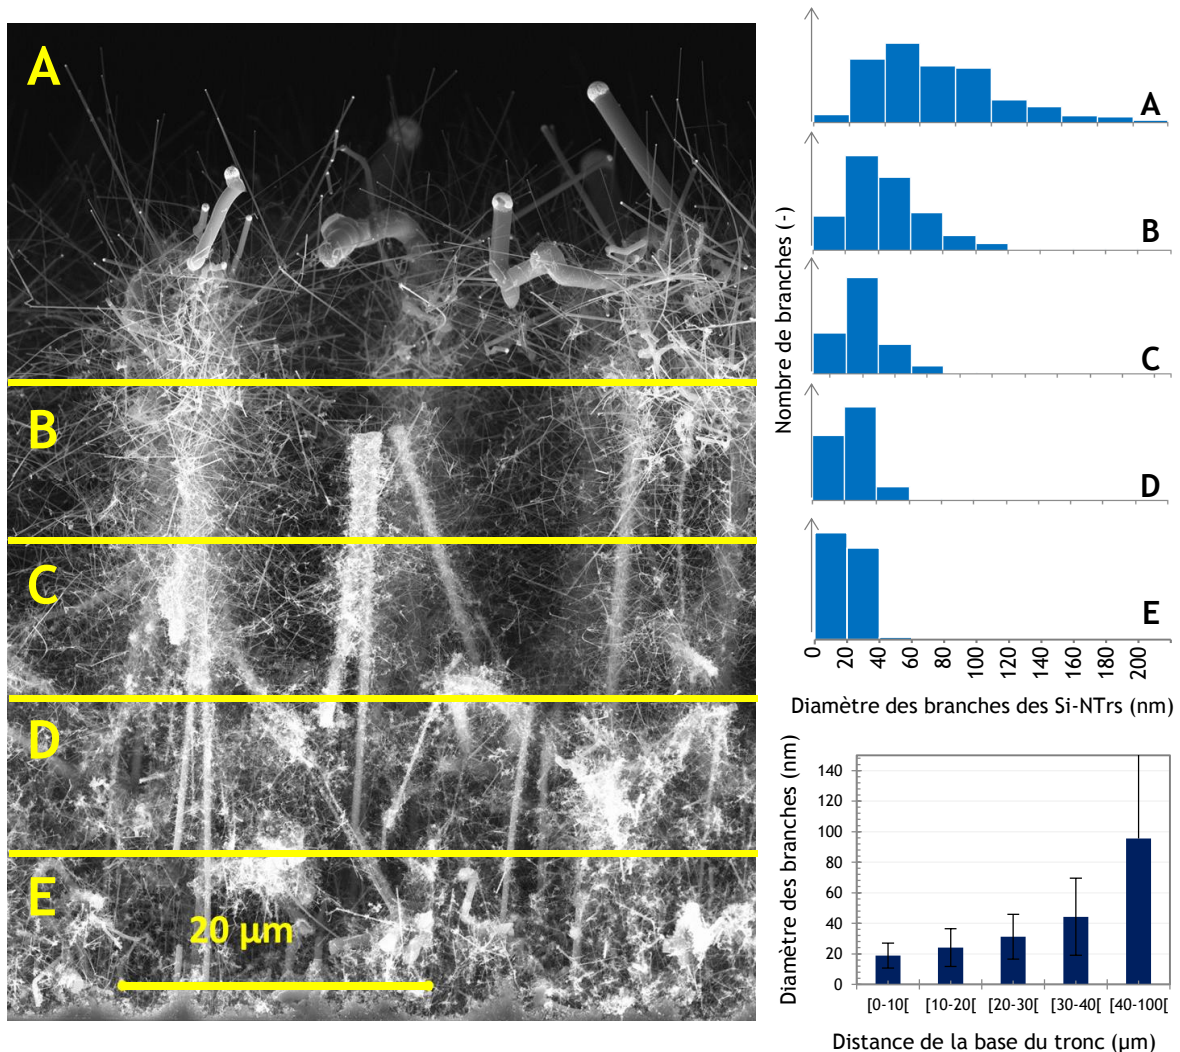 A
B
C
D
E
20 µm
A
B
C
D
E
Nombre de branches (-)
0 20 40 60 80 100 120 140 160 180 200
Diamètre des branches des Si-NTrs (nm)
Diamètre des branches (nm)
140
120
100
80
60
40
20
0
[0-10[ [10-20[ [20-30[ [30-40[ [40-100[
Distance de la base du tronc (µm)